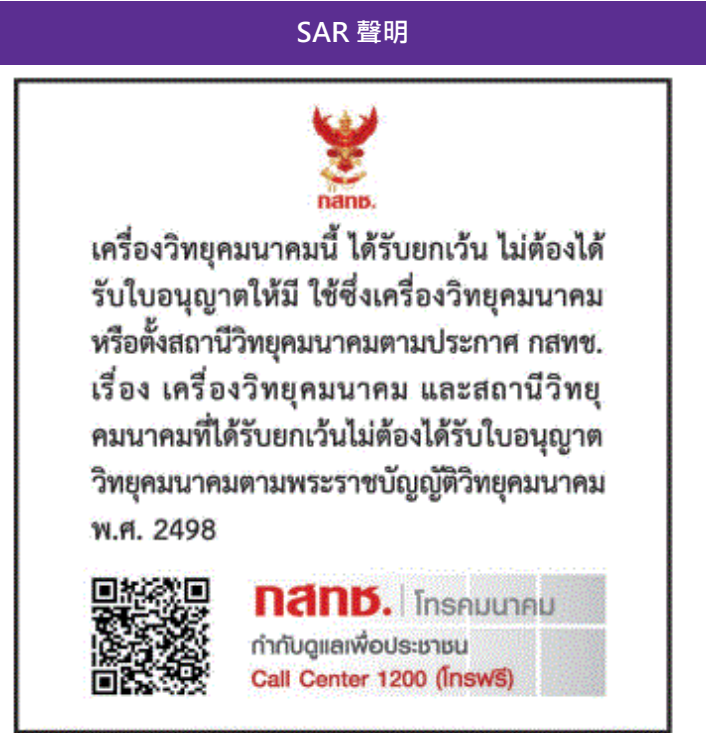 SAR 聲明
กสทช.
เครื่องวิทยุคมนาคมนี้ ได้รับยกเว้น ไม่ต้องได้
รับใบอนุญาตให้มี ใช้ซึ่งเครื่องวิทยุคมนาคม
หรือตั้งสถานีวิทยุคมนาคมตามประกาศ กสทช.
เรื่อง เครื่องวิทยุคมนาคม และสถานีวิทยุ
คมนาคมที่ได้รับยกเว้นไม่ต้องได้รับใบอนุญาต
วิทยุคมนาคมตามพระราชบัญญัติวิทยุคมนาคม
พ.ศ. 2498
กสทช. โทรคมนาคม
กำกับดูแลเพื่อประชาชน
Call Center 1200 (โทรฟรี)